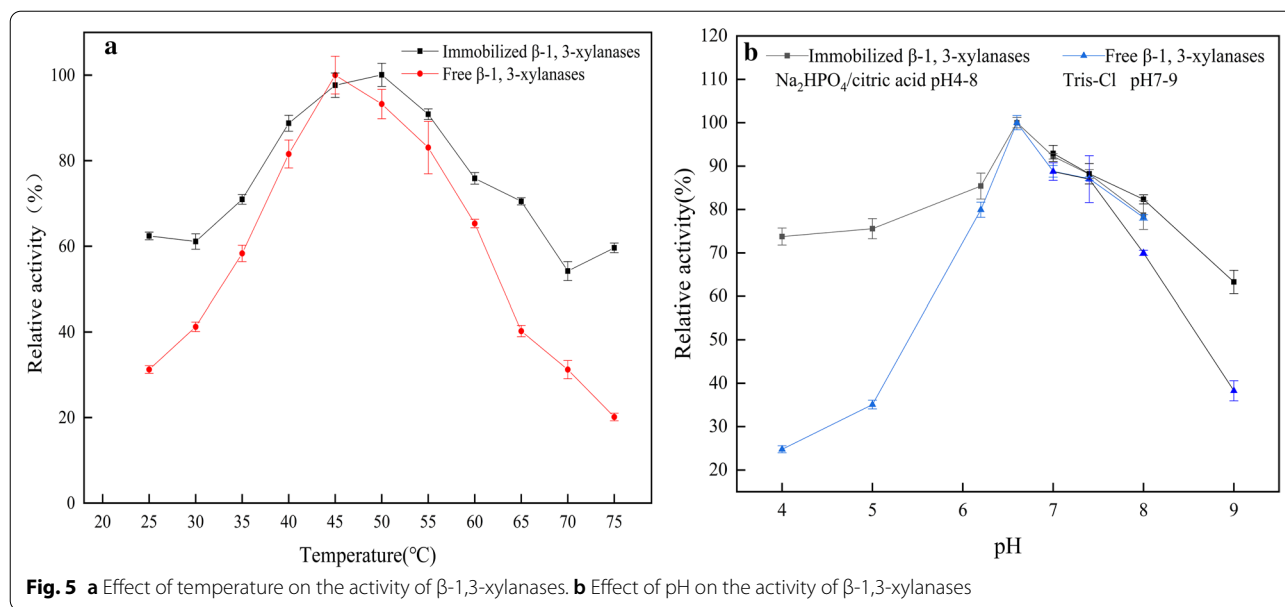 a
Immobilized β-1, 3-xylanases
Free β-1, 3-xylanases
Relative activity (%)
100
80
60
40
20
0
20 25 30 35 40 45 50 55 60 65 70 75
Temperature(°C)
b
Immobilized β-1, 3-xylanases Free β-1, 3-xylanases
Na₂HPO₄/citric acid pH4-8 Tris-Cl pH7-9
Relative activity(%)
120
110
100
90
80
70
60
50
40
30
20
4 5 6 7 8 9
pH
Fig. 5 a Effect of temperature on the activity of β-1,3-xylanases. b Effect of pH on the activity of β-1,3-xylanases